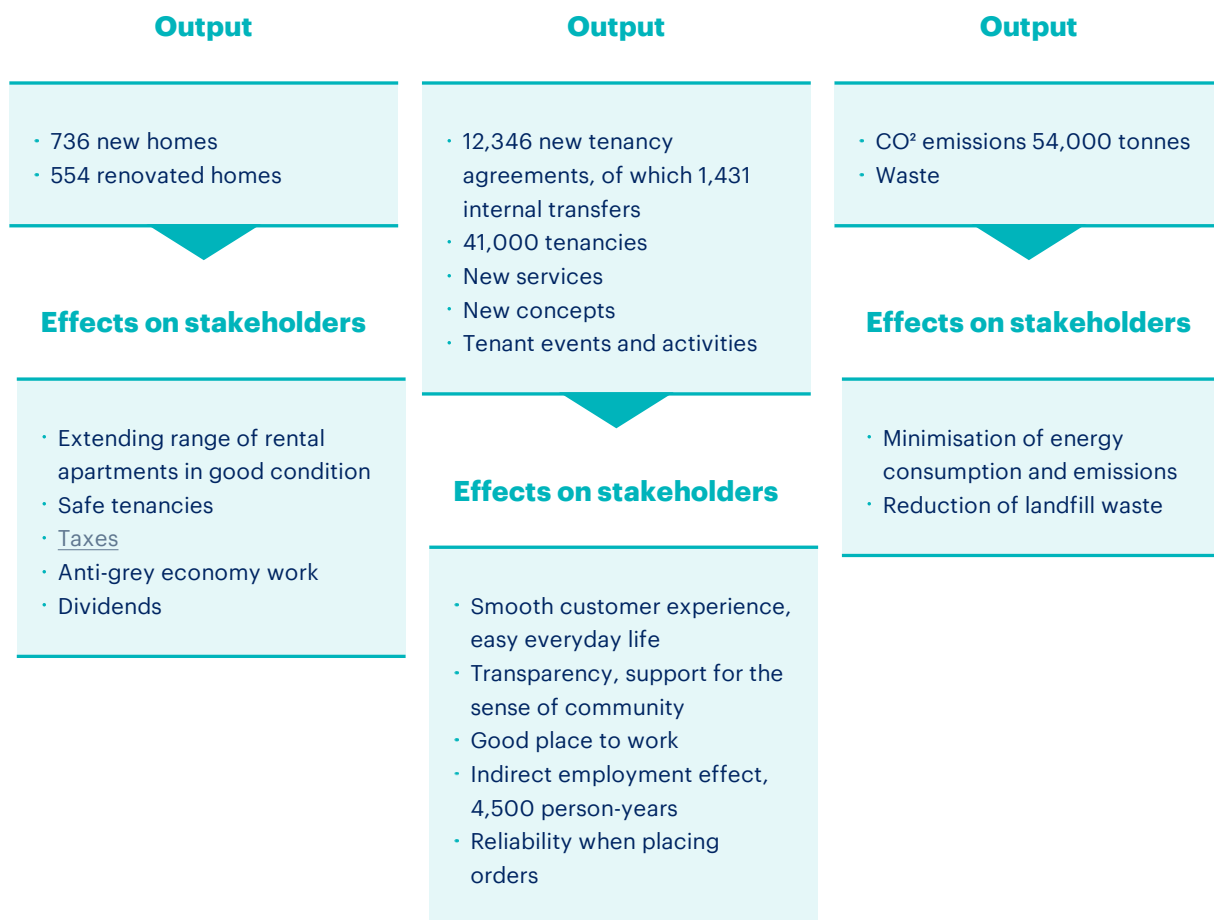 Output
· 736 new homes
· 554 renovated homes
Effects on stakeholders
· Extending range of rental
apartments in good condition
· Safe tenancies
· Taxes
· Anti-grey economy work
· Dividends
Output
· 12,346 new tenancy
agreements, of which 1,431
internal transfers
· 41,000 tenancies
· New services
· New concepts
· Tenant events and activities
Effects on stakeholders
· Smooth customer experience,
easy everyday life
· Transparency, support for the
sense of community
· Good place to work
· Indirect employment effect,
4,500 person-years
· Reliability when placing
orders
Output
· CO² emissions 54,000 tonnes
· Waste
Effects on stakeholders
· Minimisation of energy
consumption and emissions
· Reduction of landfill waste